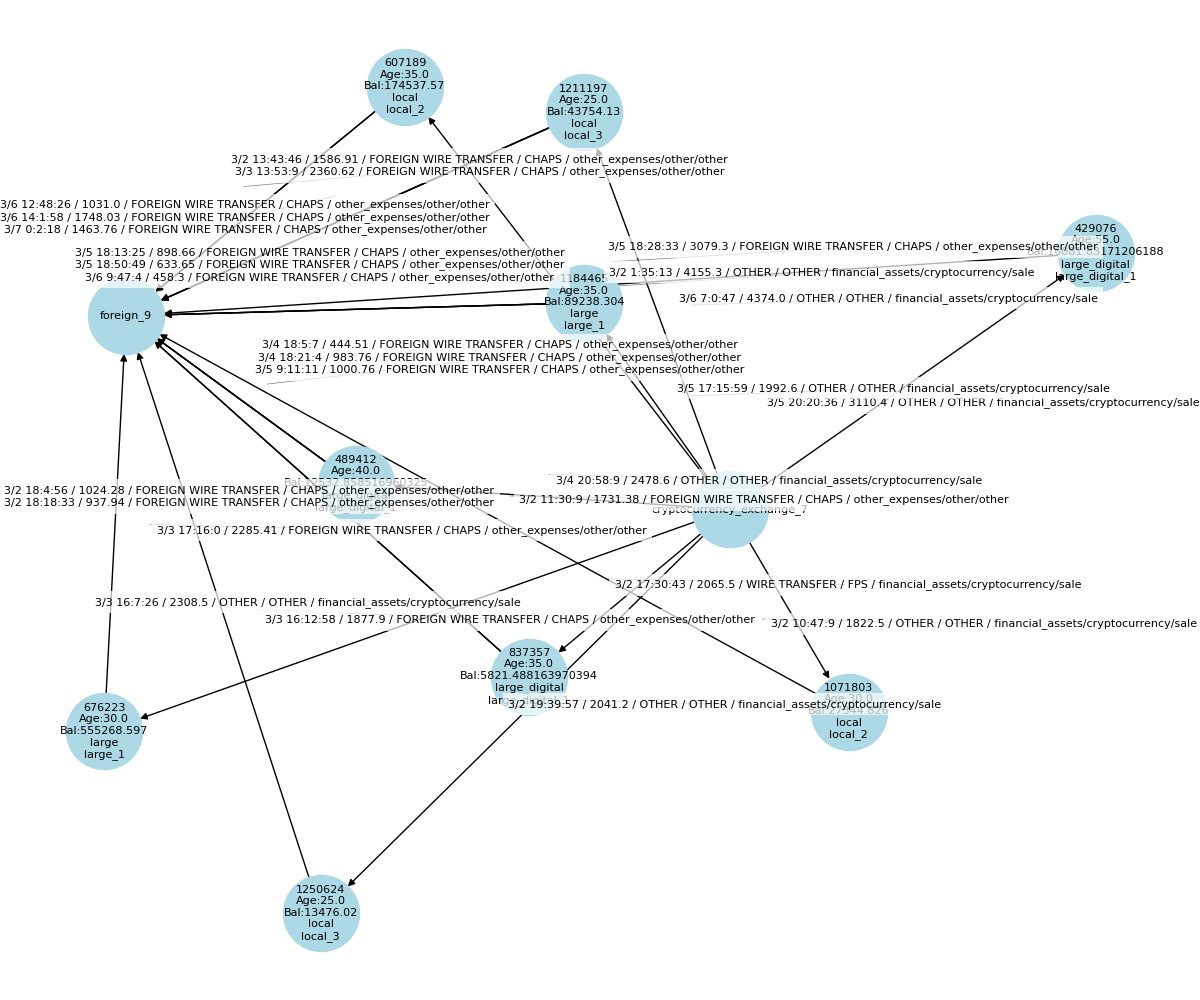 607189
Age:35.0
Bal:174537.57
local
local_2
1211197
Age:25.0
Bal:43754.13
local
local_3
3/2 13:43:46 / 1586.91 / FOREIGN WIRE TRANSFER / CHAPS / other_expenses/other/other
3/3 13:53:9 / 2360.62 / FOREIGN WIRE TRANSFER / CHAPS / other_expenses/other/other
3/6 12:48:26 / 1031.0 / FOREIGN WIRE TRANSFER / CHAPS / other_expenses/other/other
3/6 14:1:58 / 1748.03 / FOREIGN WIRE TRANSFER / CHAPS / other_expenses/other/other
3/7 0:2:18 / 1463.76 / FOREIGN WIRE TRANSFER / CHAPS / other_expenses/other/other
429076
Age:55.0
large_digital
large_digital_1
3/5 18:28:33 / 3079.3 / FOREIGN WIRE TRANSFER / CHAPS / other_expenses/other/other
3/5 18:13:25 / 898.66 / FOREIGN WIRE TRANSFER / CHAPS / other_expenses/other/other
3/5 18:50:49 / 633.65 / FOREIGN WIRE TRANSFER / CHAPS / other_expenses/other/other
3/6 9:47:4 / 458.3 / FOREIGN WIRE TRANSFER / CHAPS / other_expenses/other/other
3/2 1:35:13 / 4155.3 / OTHER / OTHER / financial_assets/cryptocurrency/sale
1184465
Age:35.0
Bal:89238.304
large
large_1
3/6 7:0:47 / 4374.0 / OTHER / OTHER / financial_assets/cryptocurrency/sale
foreign_9
3/4 18:5:7 / 444.51 / FOREIGN WIRE TRANSFER / CHAPS / other_expenses/other/other
3/4 18:21:4 / 983.76 / FOREIGN WIRE TRANSFER / CHAPS / other_expenses/other/other
3/5 9:11:11 / 1000.76 / FOREIGN WIRE TRANSFER / CHAPS / other_expenses/other/other
3/5 17:15:59 / 1992.6 / OTHER / OTHER / financial_assets/cryptocurrency/sale
3/5 20:20:36 / 3110.4 / OTHER / OTHER / financial_assets/cryptocurrency/sale
489412
Age:40.0
Bal:12532.858516960325
large_digital_1
3/4 20:58:9 / 2478.6 / OTHER / OTHER / financial_assets/cryptocurrency/sale
3/2 18:4:56 / 1024.28 / FOREIGN WIRE TRANSFER / CHAPS / other_expenses/other/other
3/2 18:18:33 / 937.94 / FOREIGN WIRE TRANSFER / CHAPS / other_expenses/other/other
3/2 11:30:9 / 1731.38 / FOREIGN WIRE TRANSFER / CHAPS / other_expenses/other/other
cryptocurrency_exchange_7
3/3 17:16:0 / 2285.41 / FOREIGN WIRE TRANSFER / CHAPS / other_expenses/other/other
3/2 17:30:43 / 2065.5 / WIRE TRANSFER / FPS / financial_assets/cryptocurrency/sale
3/3 16:7:26 / 2308.5 / OTHER / OTHER / financial_assets/cryptocurrency/sale
3/3 16:12:58 / 1877.9 / FOREIGN WIRE TRANSFER / CHAPS / other_expenses/other/other
3/2 10:47:9 / 1822.5 / OTHER / OTHER / financial_assets/cryptocurrency/sale
837357
Age:35.0
Bal:5821.488163970394
large_digital
large_digital_1
3/2 19:39:57 / 2041.2 / OTHER / OTHER / financial_assets/cryptocurrency/sale
1071803
Age:30.0
Bal:27944.826
local
local_2
676223
Age:30.0
Bal:555268.597
large
large_1
1250624
Age:25.0
Bal:13476.02
local
local_3